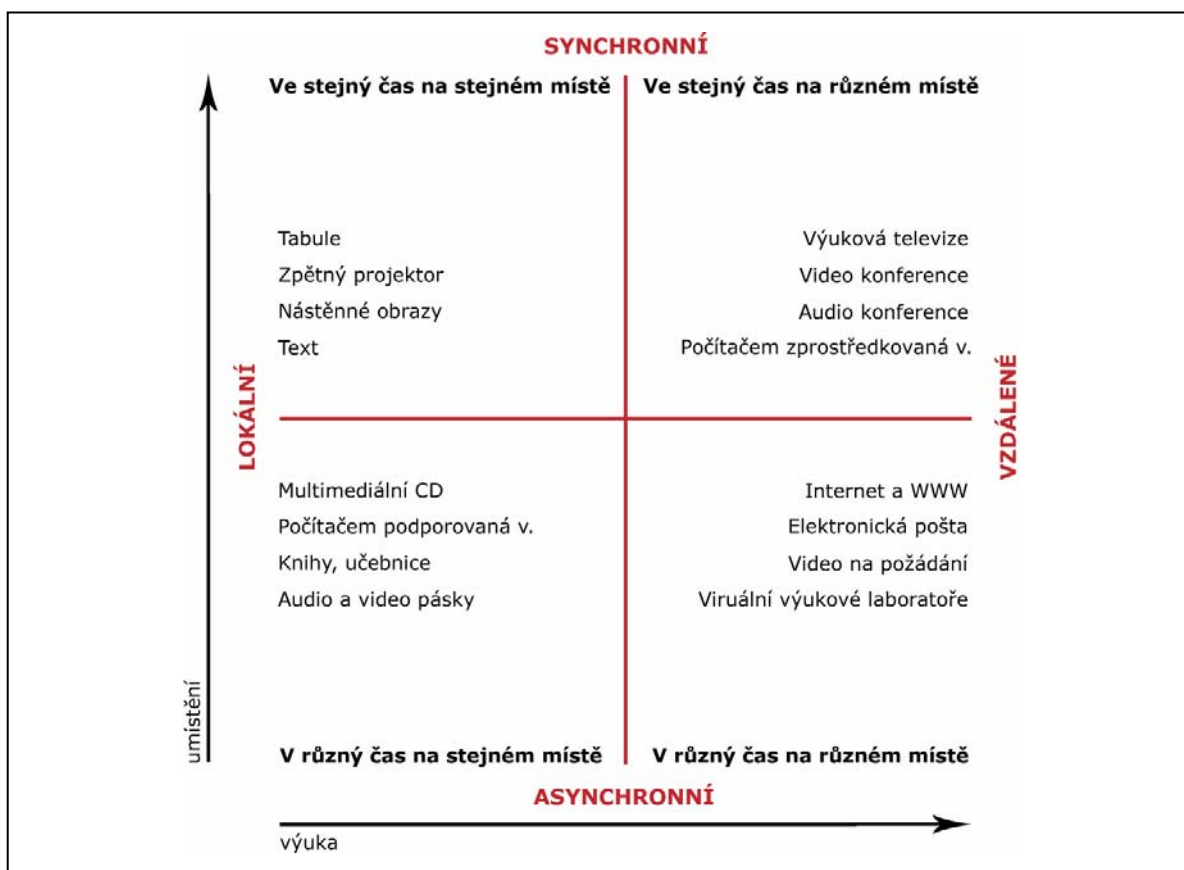 SYNCHRONNÍ
Ve stejný čas na stejném místě
Ve stejný čas na různém místě
Tabule
Zpětný projektor
Nástěnné obrazy
Text
Výuková televize
Video konference
Audio konference
Počítačem zprostředkovaná v.
LOKÁLNÍ
VZDÁLENÉ
Multimediální CD
Počítačem podporovaná v.
Knihy, učebnice
Audio a video pásky
Internet a WWW
Elektronická pošta
Video na požádání
Viruální výukové laboratoře
umístění
V různý čas na stejném místě
V různý čas na různém místě
ASYNCHRONNÍ
výuka